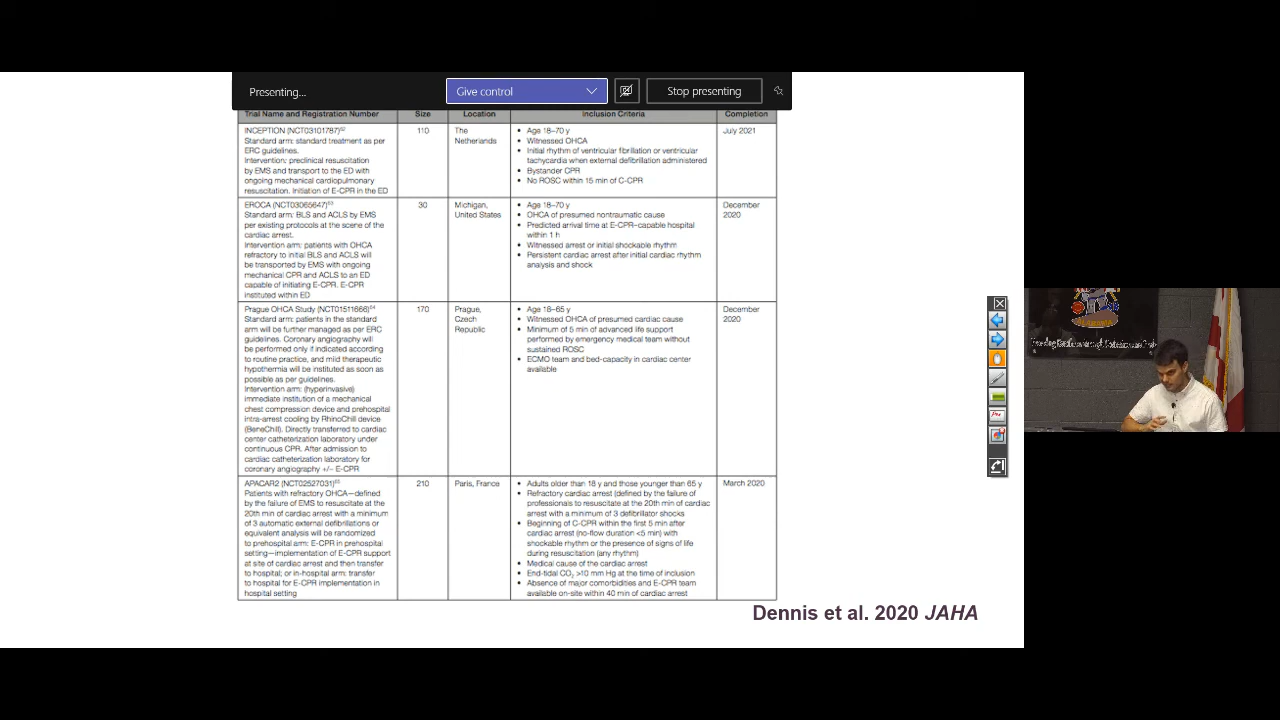 Presenting...
Give control
Stop presenting
Trial Name and Registration Number
Size
Location
Inclusion Criteria
Completion
INCEPTION (NCT03101787)62
Standard arm: standard treatment as per
ERC guidelines.
Intervention: preclinical resuscitation
by EMS and transport to the ED with
ongoing mechanical cardiopulmonary
resuscitation. Initiation of E-CPR in the ED
110
The
Netherlands
• Age 18–70 y
• Witnessed OHCA
• Initial rhythm of ventricular fibrillation or ventricular
tachycardia when external defibrillation administered
• Bystander CPR
• No ROSC within 15 min of C-CPR
July 2021
EROCA (NCT03065647)63
Standard arm: BLS and ACLS by EMS
per existing protocols at the scene of the
cardiac arrest.
Intervention arm: patients with OHCA
refractory to initial BLS and ACLS will
be transported by EMS with ongoing
mechanical CPR and ACLS to an ED
capable of initiating E-CPR. E-CPR
instituted within ED
30
Michigan,
United States
• Age 18–70 y
• OHCA of presumed nontraumatic cause
• Predicted arrival time at E-CPR–capable hospital
within 1 h
• Witnessed arrest or initial shockable rhythm
• Persistent cardiac arrest after initial cardiac rhythm
analysis and shock
December
2020
Prague OHCA Study (NCT01511666)64
Standard arm: patients in the standard
arm will be further managed as per ERC
guidelines. Coronary angiography will
be performed only if indicated according
to routine practice, and mild therapeutic
hypothermia will be instituted as soon as
possible as per guidelines.
Intervention arm: (hyperinvasive)
immediate institution of a mechanical
chest compression device and prehospital
intra-arrest cooling by RhinoChill device
(BeneChill). Directly transferred to cardiac
center catheterization laboratory under
continuous CPR. After admission to
cardiac catheterization laboratory for
coronary angiography +/– E-CPR
170
Prague,
Czech
Republic
• Age 18–65 y
• Witnessed OHCA of presumed cardiac cause
• Minimum of 5 min of advanced life support
performed by emergency medical team without
sustained ROSC
• ECMO team and bed-capacity in cardiac center
available
December
2020
APACAR2 (NCT02527031)65
Patients with refractory OHCA—defined
by the failure of EMS to resuscitate at the
20th min of cardiac arrest with a minimum
of 3 automatic external defibrillations or
equivalent analysis will be randomized
to prehospital arm: E-CPR in prehospital
setting—implementation of E-CPR support
at site of cardiac arrest and then transfer
to hospital; or in-hospital arm: transfer
to hospital for E-CPR implementation in
hospital setting
210
Paris, France
• Adults older than 18 y and those younger than 65 y
• Refractory cardiac arrest (defined by the failure of
professionals to resuscitate at the 20th min of cardiac
arrest with a minimum of 3 defibrillator shocks
• Beginning of C-CPR within the first 5 min after
cardiac arrest (no-flow duration <5 min) with
shockable rhythm or the presence of signs of life
during resuscitation (any rhythm)
• Medical cause of the cardiac arrest
• End-tidal CO2 >10 mm Hg at the time of inclusion
• Absence of major comorbidities and E-CPR team
available on-site within 40 min of cardiac arrest
March 2020
Dennis et al. 2020 JAHA